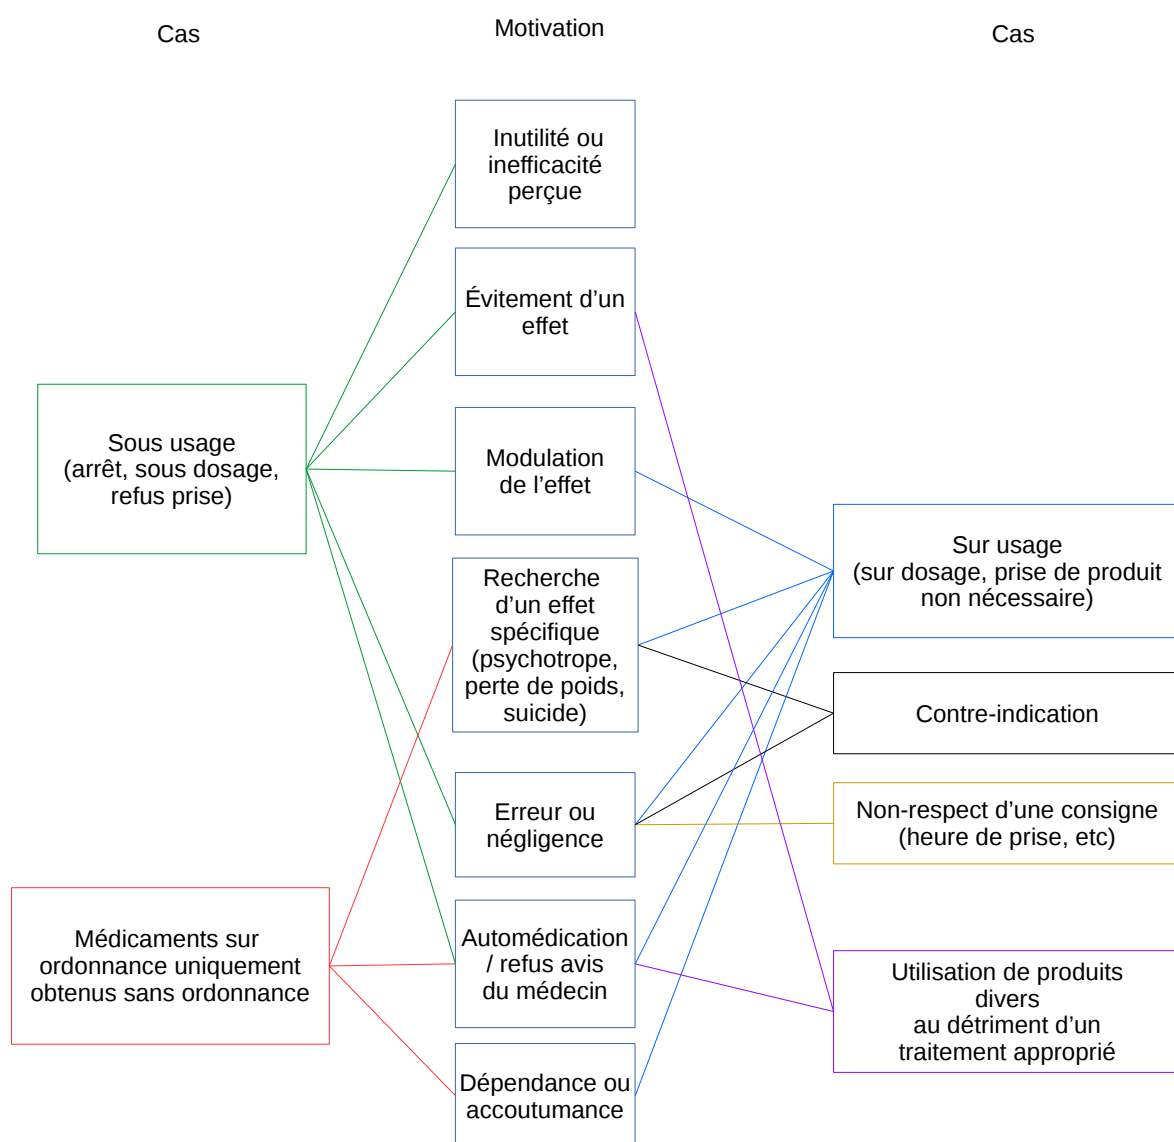 Cas
Motivation
Cas
Inutilité ou
inefficacité
perçue
Évitement d’un
effet
Sous usage
(arrêt, sous dosage,
refus prise)
Modulation
de l’effet
Sur usage
(sur dosage, prise de produit
non nécessaire)
Recherche
d’un effet
spécifique
(psychotrope,
perte de poids,
suicide)
Contre-indication
Erreur ou
négligence
Non-respect d’une consigne
(heure de prise, etc)
Médicaments sur
ordonnance uniquement
obtenus sans ordonnance
Automédication
/ refus avis
du médecin
Utilisation de produits
divers
au détriment d’un
traitement approprié
Dépendance ou
accoutumance